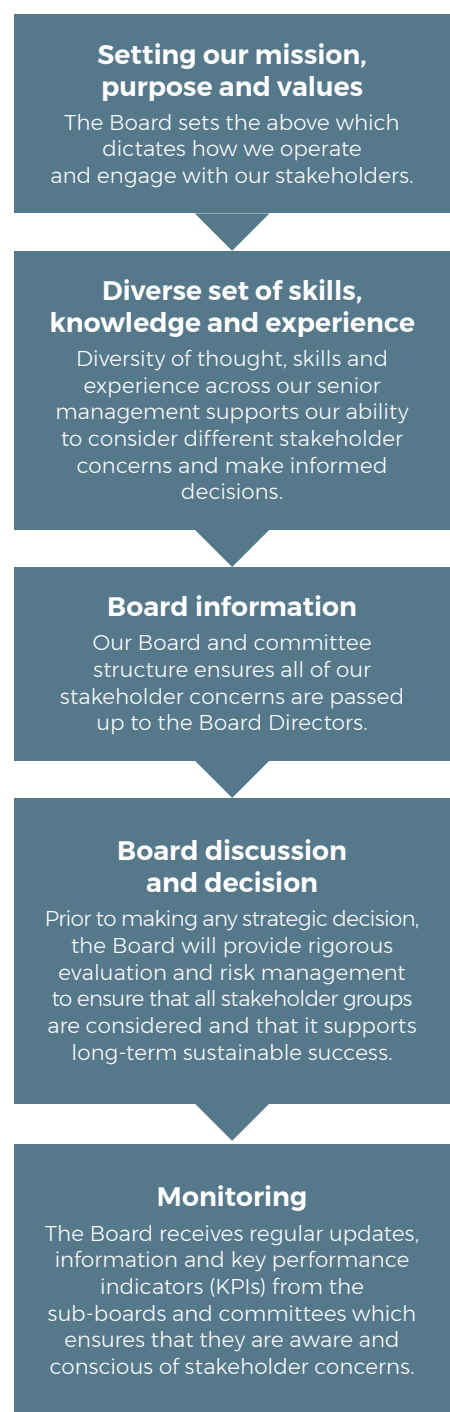 Setting our mission,
purpose and values
The Board sets the above which
dictates how we operate
and engage with our stakeholders.
Diverse set of skills,
knowledge and experience
Diversity of thought, skills and
experience across our senior
management supports our ability
to consider different stakeholder
concerns and make informed
decisions.
Board information
Our Board and committee
structure ensures all of our
stakeholder concerns are passed
up to the Board Directors.
Board discussion
and decision
Prior to making any strategic decision,
the Board will provide rigorous
evaluation and risk management
to ensure that all stakeholder groups
are considered and that it supports
long-term sustainable success.
Monitoring
The Board receives regular updates,
information and key performance
indicators (KPIs) from the
sub-boards and committees which
ensures that they are aware and
conscious of stakeholder concerns.